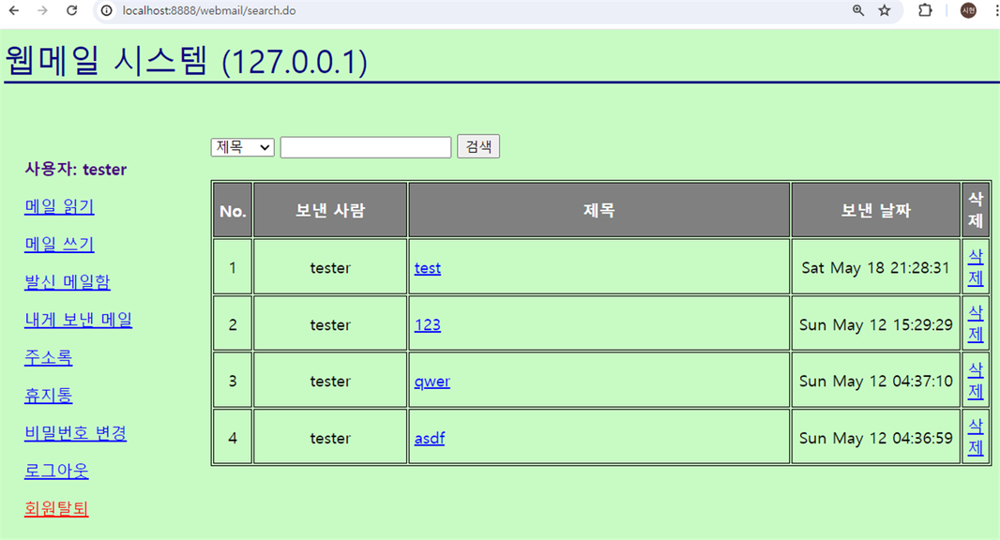 localhost:8888/webmail/search.do
시현
웹메일 시스템 (127.0.0.1)
제목
검색
사용자: tester
메일 읽기
메일 쓰기
발신 메일함
내게 보낸 메일
주소록
휴지통
비밀번호 변경
로그아웃
회원탈퇴
No. 보낸 사람 제목 보낸 날짜 삭제
1 tester test Sat May 18 21:28:31 삭제
2 tester 123 Sun May 12 15:29:29 삭제
3 tester qwer Sun May 12 04:37:10 삭제
4 tester asdf Sun May 12 04:36:59 삭제